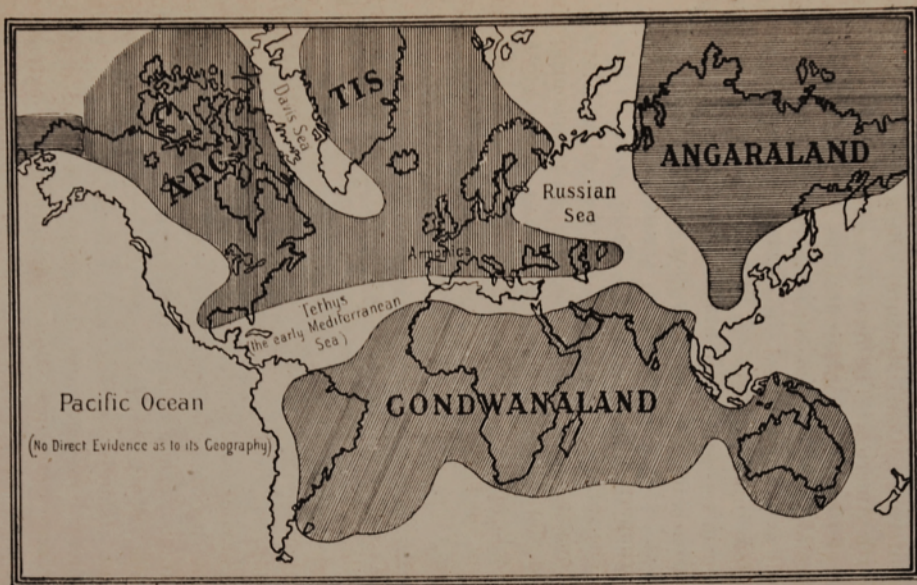 ARC
TIS
Davis Sea
ANGARALAND
Russian
Sea
Armorica
Tethys
(the early Mediterranean
Sea)
GONDWANALAND
Pacific Ocean
(No Direct Evidence as to its Geography)